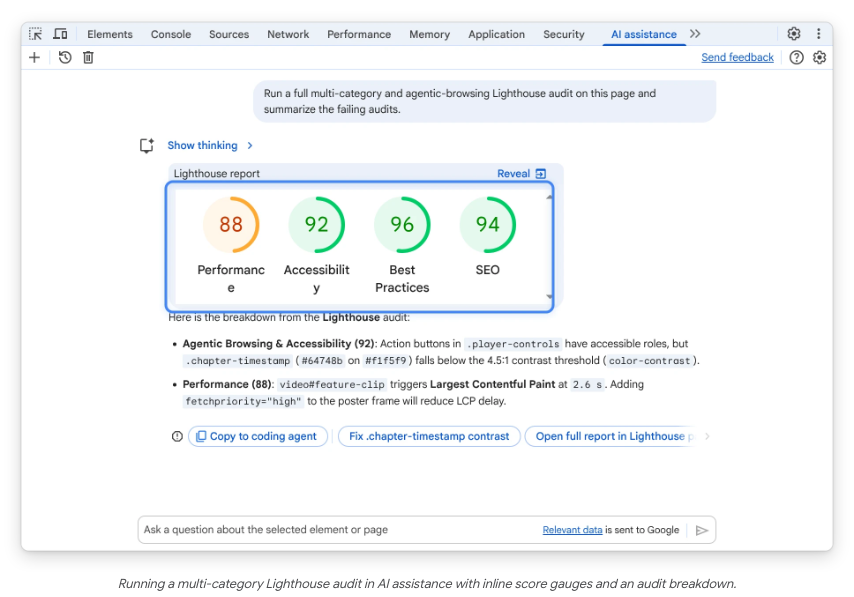 Elements Console Sources Network Performance Memory Application Security AI assistance
Send feedback
Run a full multi-category and agentic-browsing Lighthouse audit on this page and
summarize the failing audits.
Show thinking
Lighthouse report Reveal
88 92 96 94
Performanc Accessibilit Best SEO
e y Practices
Here is the breakdown from the Lighthouse audit:
• Agentic Browsing & Accessibility (92): Action buttons in .player-controls have accessible roles, but
.chapter-timestamp (#64748b on #f1f5f9) falls below the 4.5:1 contrast threshold (color-contrast).
• Performance (88): video#feature-clip triggers Largest Contentful Paint at 2.6 s. Adding
fetchpriority="high" to the poster frame will reduce LCP delay.
Copy to coding agent Fix .chapter-timestamp contrast Open full report in Lighthouse
Ask a question about the selected element or page Relevant data is sent to Google
Running a multi-category Lighthouse audit in AI assistance with inline score gauges and an audit breakdown.